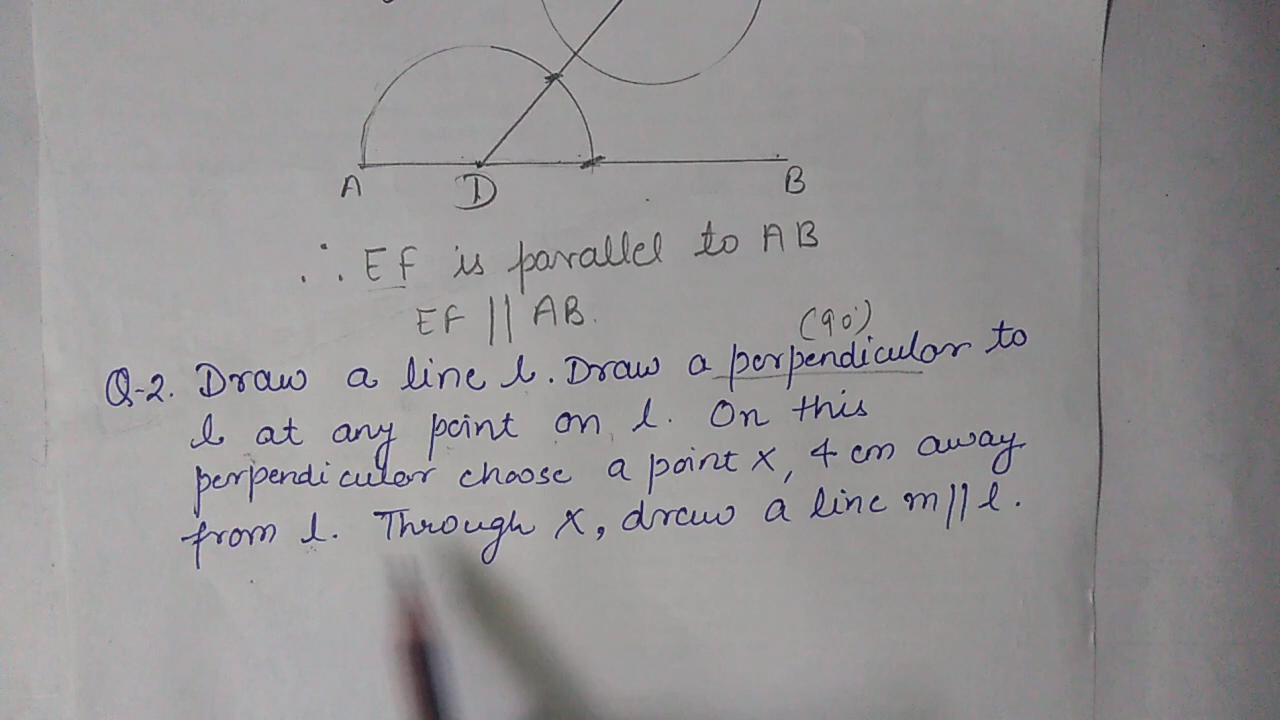 A D B
∴ EF is parallel to AB
EF || AB.
(90°)
Q-2. Draw a line l. Draw a perpendicular to
l at any point on l. On this
perpendicular choose a point X, 4 cm away
from l. Through X, draw a line m || l.